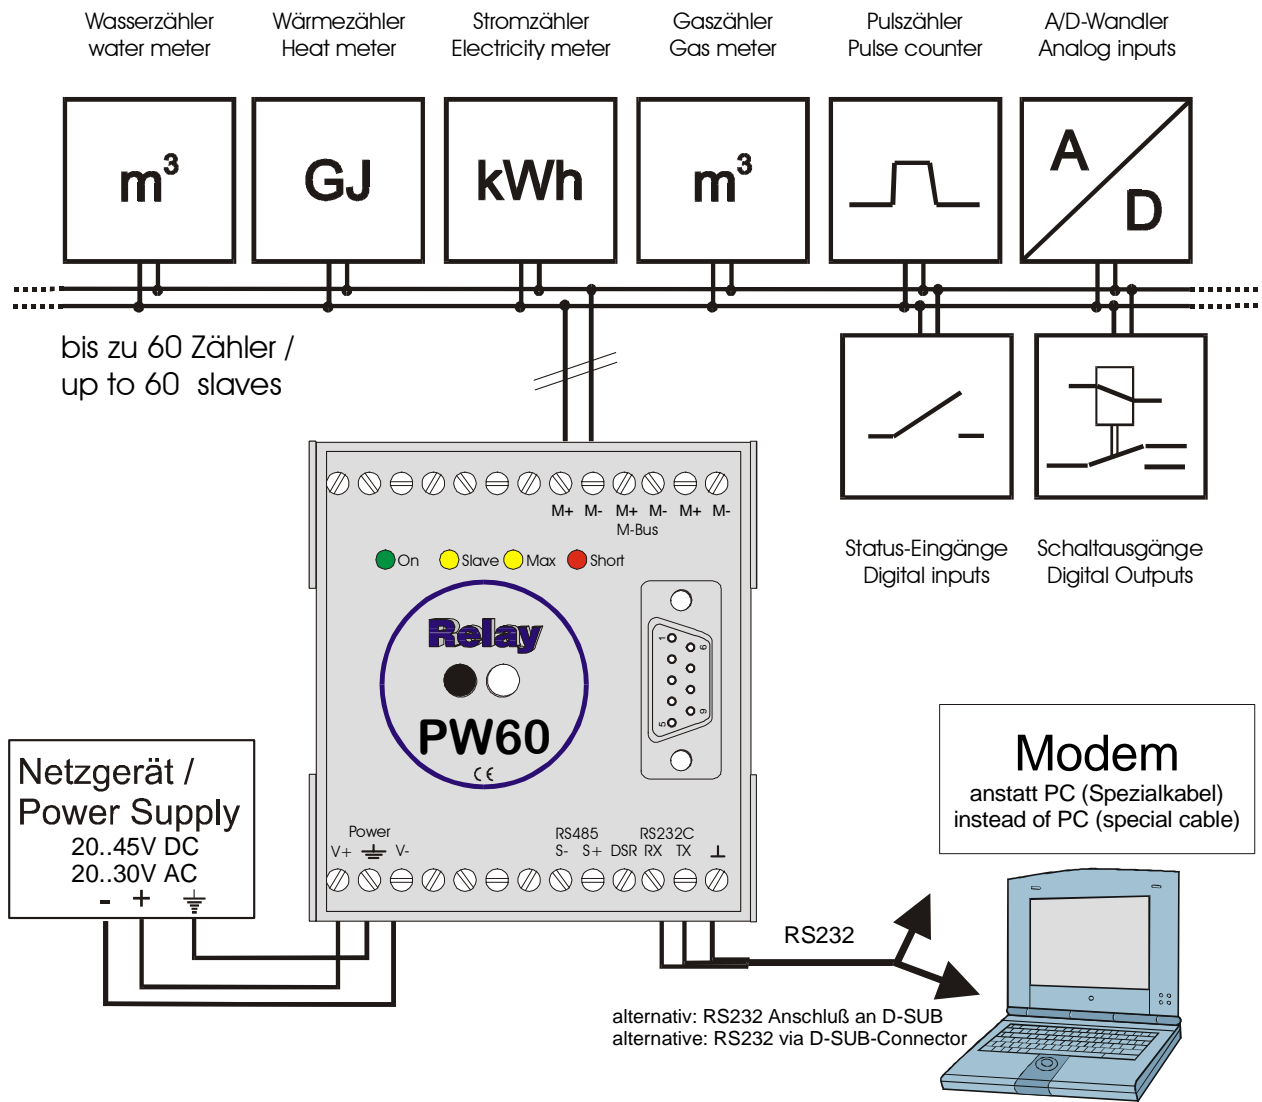 Wasserzähler
water meter
Wärmezähler
Heat meter
Stromzähler
Electricity meter
Gaszähler
Gas meter
Pulszähler
Pulse counter
A/D-Wandler
Analog inputs
m³
GJ
kWh
m³
A
D
bis zu 60 Zähler /
up to 60 slaves
M+ M- M+ M- M+ M-
M-Bus
On Slave Max Short
Status-Eingänge
Digital inputs
Schaltausgänge
Digital Outputs
Relay
PW60
CE
1
6
5
9
Netzgerät /
Power Supply
20..45V DC
20..30V AC
- +
Power
V+ V-
RS485
S- S+
RS232C
DSR RX TX
Modem
anstatt PC (Spezialkabel)
instead of PC (special cable)
RS232
alternativ: RS232 Anschluß an D-SUB
alternative: RS232 via D-SUB-Connector